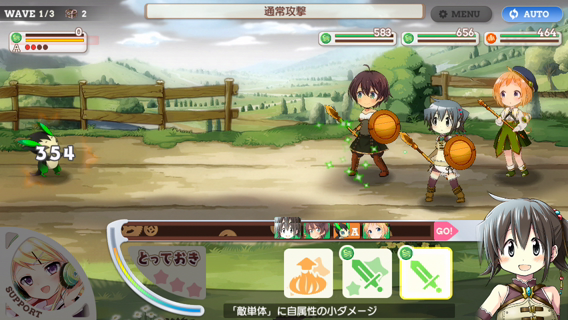 WAVE 1/3
2
通常攻撃
MENU
AUTO
0
583
656
464
A
354
A
GO!
とっておき
SUPPORT
「敵単体」に自属性の小ダメージ